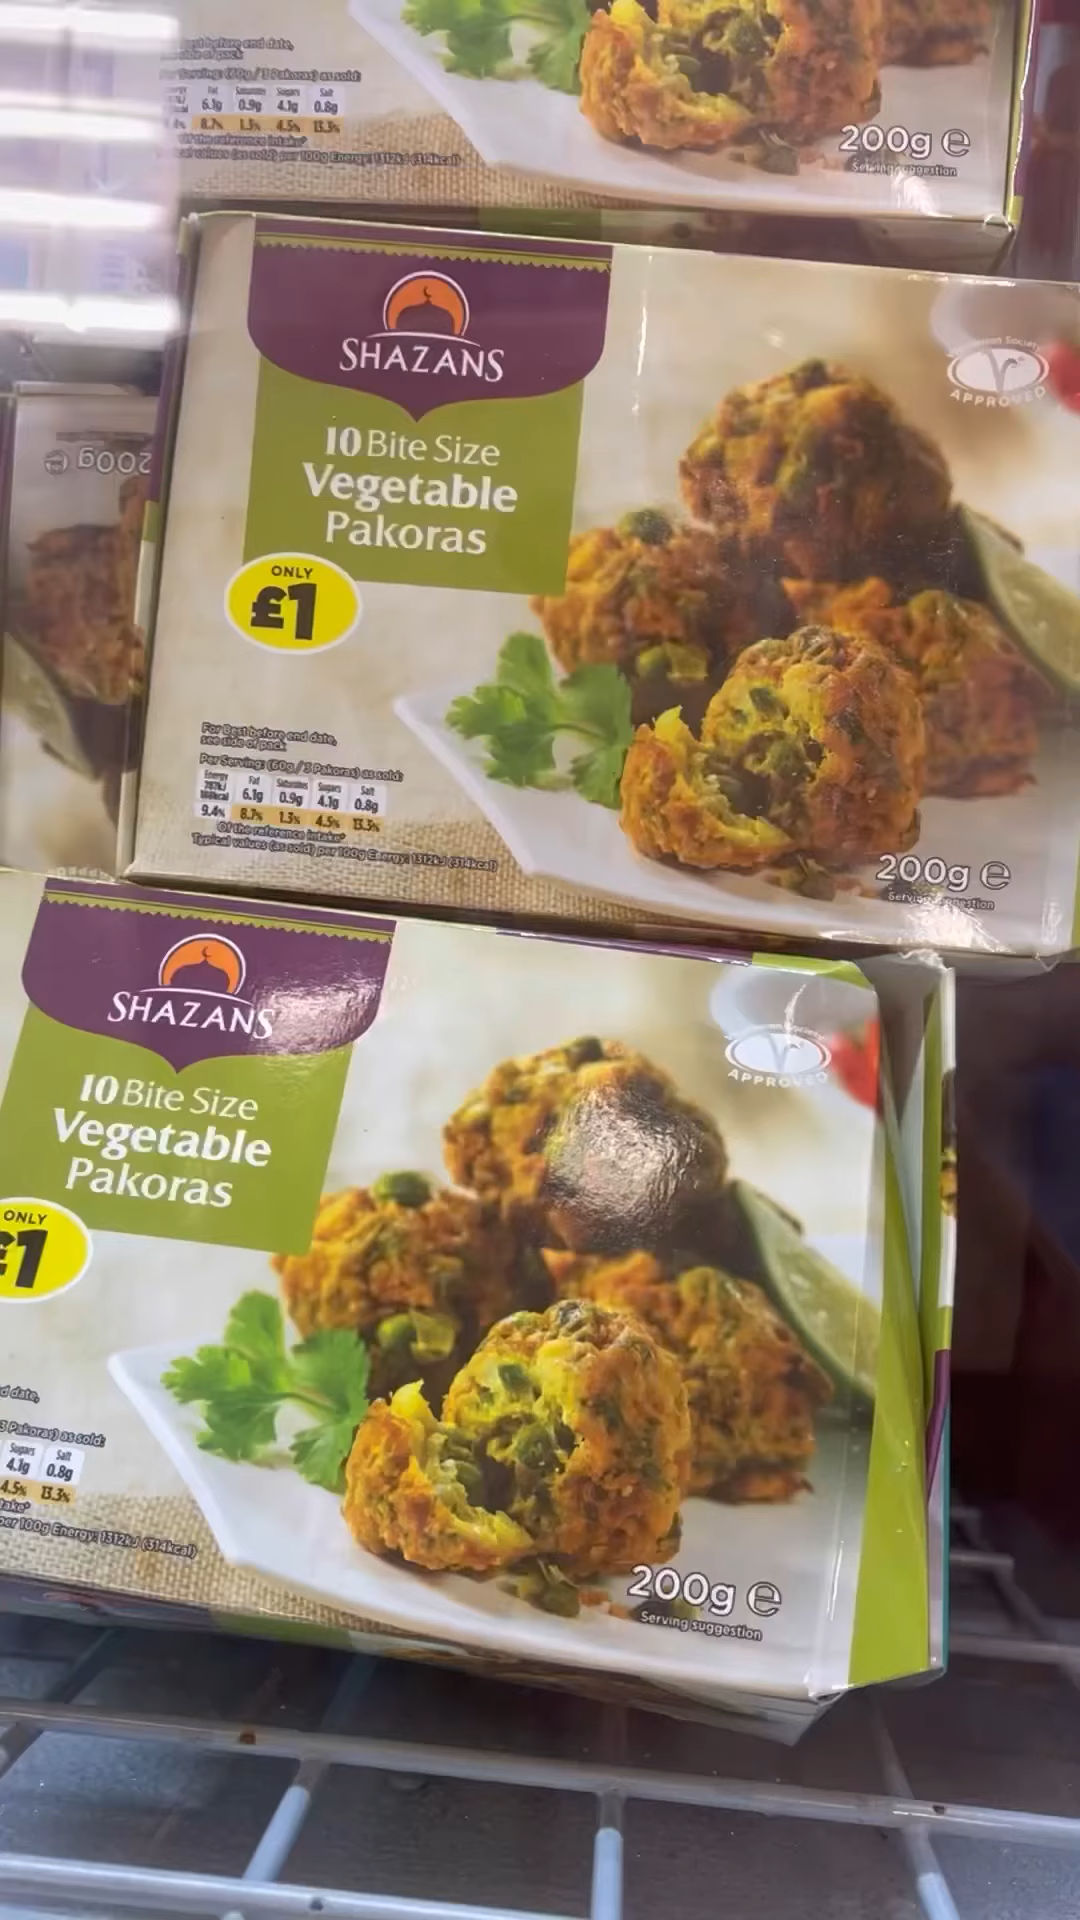 est before end date,
side of pack
Serving: (60g / 3 Pakoras) as sold:
Fat Saturates Sugars Salt
6.1g 0.9g 4.1g 0.8g
8.7% 1.3% 4.5% 13.3%
Of the reference intake*
values (as sold) per 100g Energy: 1312kJ (314kcal)
200g e
Serving suggestion
SHAZANS
10 Bite Size
Vegetable
Pakoras
ONLY
£1
Society
APPROVED
200g e
For Best before end date,
see side of pack
Per Serving: (60g / 3 Pakoras) as sold:
Energy Fat Saturates Sugars Salt
787kJ
188kcal 6.1g 0.9g 4.1g 0.8g
9.4% 8.7% 1.3% 4.5% 13.3%
Of the reference intake*
Typical values (as sold) per 100g Energy: 1312kJ (314kcal)
200g e
Serving suggestion
SHAZANS
10 Bite Size
Vegetable
Pakoras
ONLY
£1
Society
APPROVED
d date,
3 Pakoras) as sold:
Sugars Salt
4.1g 0.8g
4.5% 13.3%
take*
per 100g Energy: 1312kJ (314kcal)
200g e
Serving suggestion